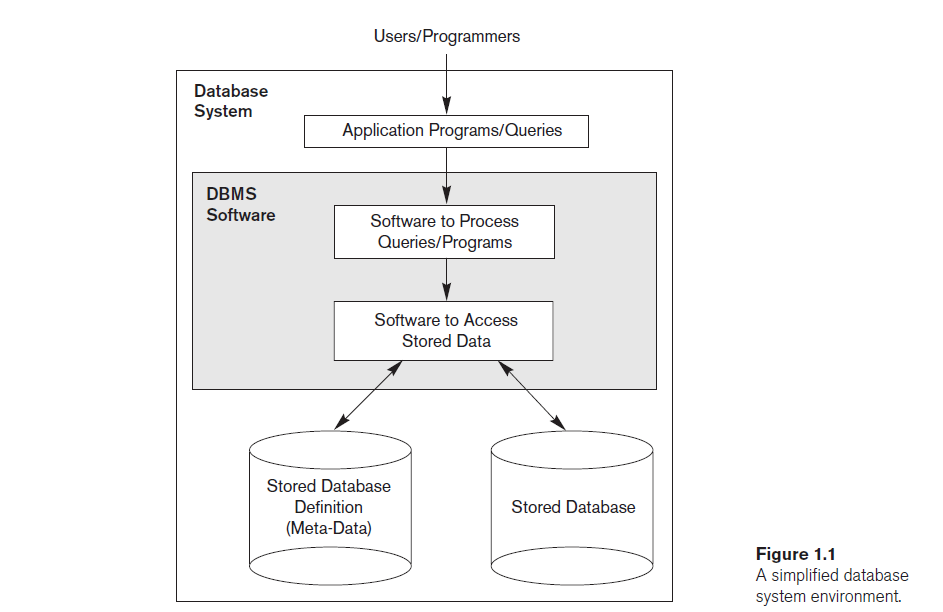 Users/Programmers
Database
System
Application Programs/Queries
DBMS
Software
Software to Process
Queries/Programs
Software to Access
Stored Data
Stored Database
Definition
(Meta-Data)
Stored Database
Figure 1.1
A simplified database
system environment.